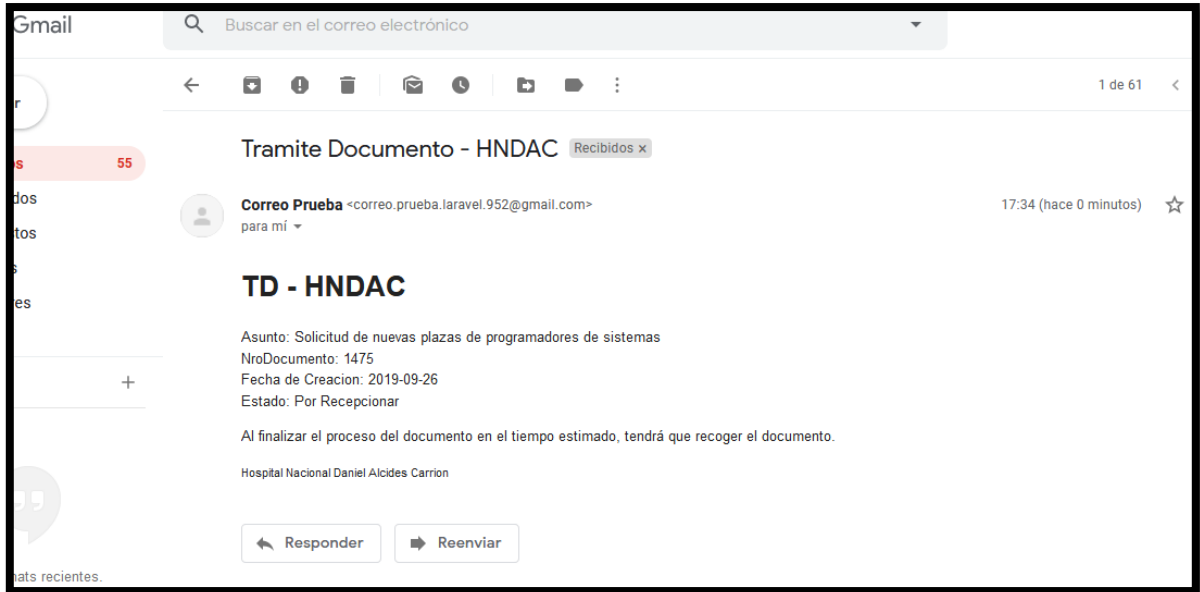 Gmail
Buscar en el correo electrónico
r
1 de 61
Tramite Documento - HNDAC Recibidos x
os 55
dos
Correo Prueba <correo.prueba.laravel.952@gmail.com> 17:34 (hace 0 minutos)
para mí
tos
s
es
TD - HNDAC
Asunto: Solicitud de nuevas plazas de programadores de sistemas
NroDocumento: 1475
Fecha de Creacion: 2019-09-26
Estado: Por Recepcionar
Al finalizar el proceso del documento en el tiempo estimado, tendrá que recoger el documento.
Hospital Nacional Daniel Alcides Carrion
Responder Reenviar
hats recientes.